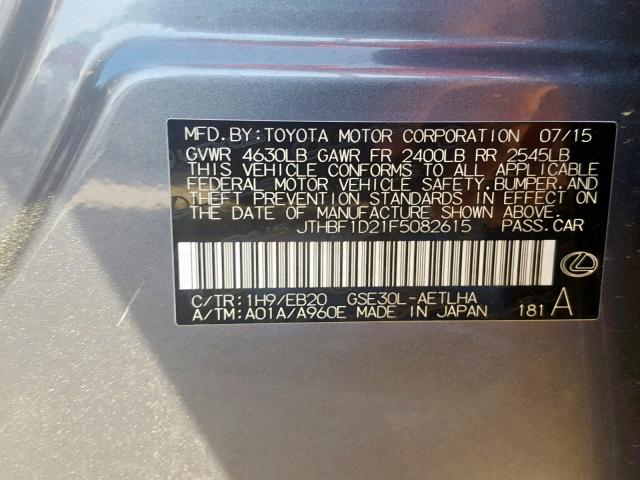 MFD.BY:TOYOTA MOTOR CORPORATION 07/15
GVWR 4630LB GAWR FR 2400LB RR 2545LB
THIS VEHICLE CONFORMS TO ALL APPLICABLE
FEDERAL MOTOR VEHICLE SAFETY,BUMPER,AND
THEFT PREVENTION STANDARDS IN EFFECT ON
THE DATE OF MANUFACTURE SHOWN ABOVE.
JTHBF1D21F5082615 PASS.CAR
C/TR:1H9/EB20 GSE30L-AETLHA
A/TM:A01A/A960E MADE IN JAPAN 181 A